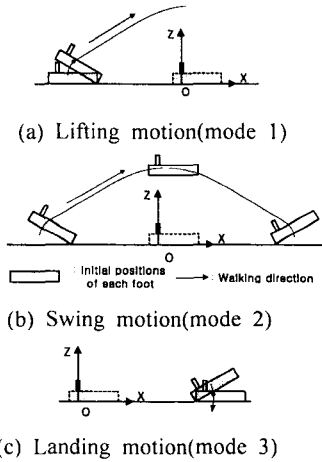 Z
X
O
(a) Lifting motion(mode 1)
Z
X
O
: Initial positions of each foot
: Walking direction
(b) Swing motion(mode 2)
Z
X
O
(c) Landing motion(mode 3)